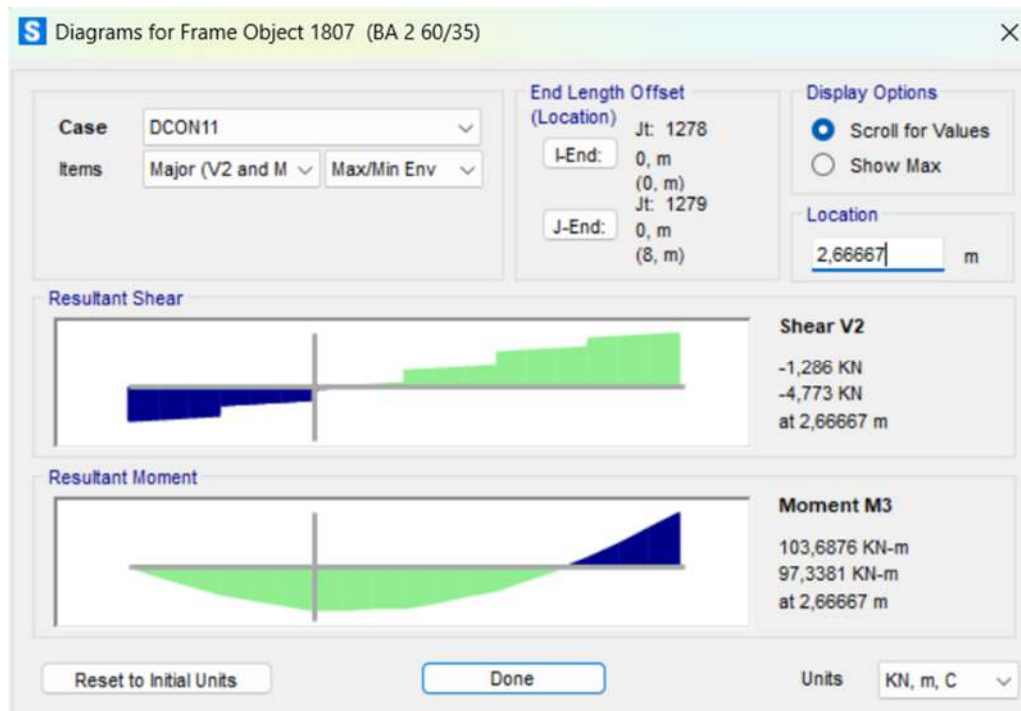 S Diagrams for Frame Object 1807 (BA 2 60/35)
Case DCON11
Items Major (V2 and M Max/Min Env
End Length Offset
(Location)
I-End:
Jt: 1278
0, m
(0, m)
J-End:
Jt: 1279
0, m
(8, m)
Display Options
Scroll for Values
Show Max
Location
2,66667 m
Resultant Shear
Shear V2
-1,286 KN
-4,773 KN
at 2,66667 m
Resultant Moment
Moment M3
103,6876 KN-m
97,3381 KN-m
at 2,66667 m
Reset to Initial Units Done Units KN, m, C